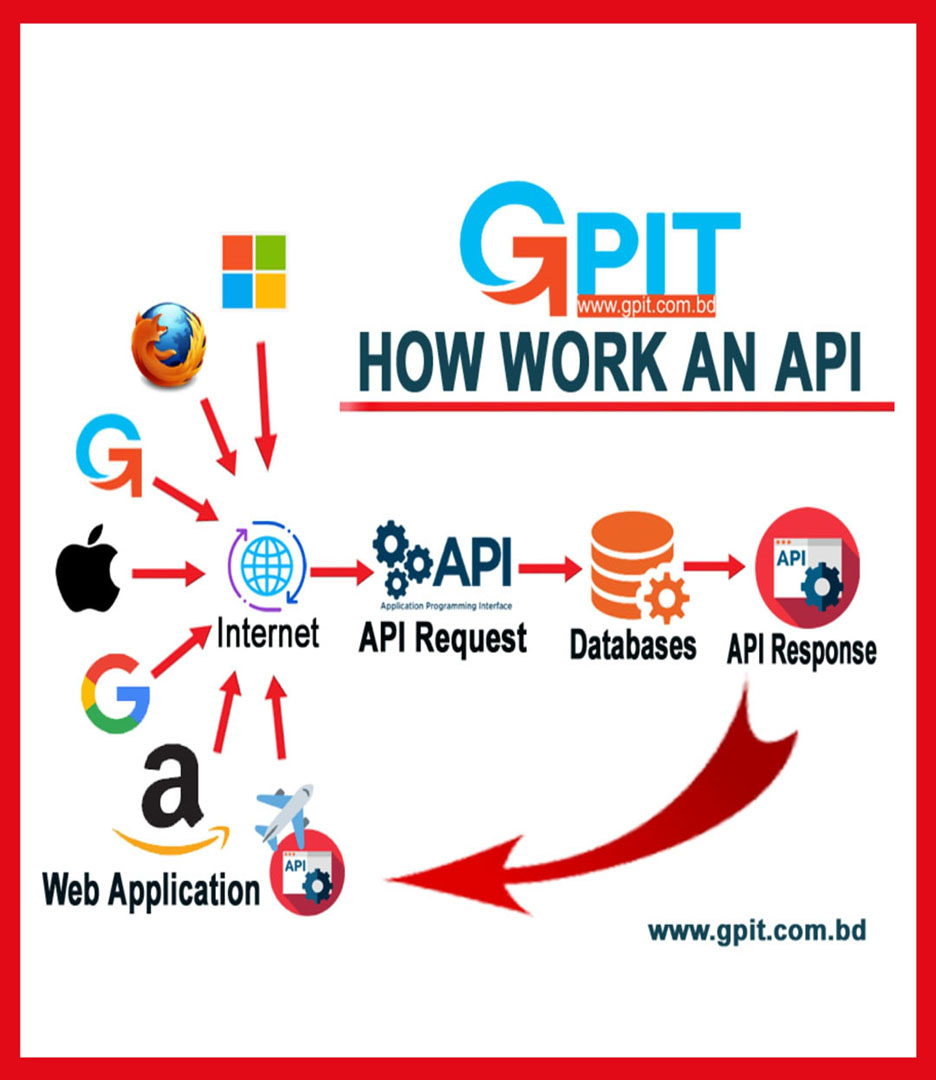 GPIT
www.gpit.com.bd
HOW WORK AN API
G
G
Internet
API
Application Programming Interface
API Request
Databases
API
API Response
a
Web Application
API
www.gpit.com.bd